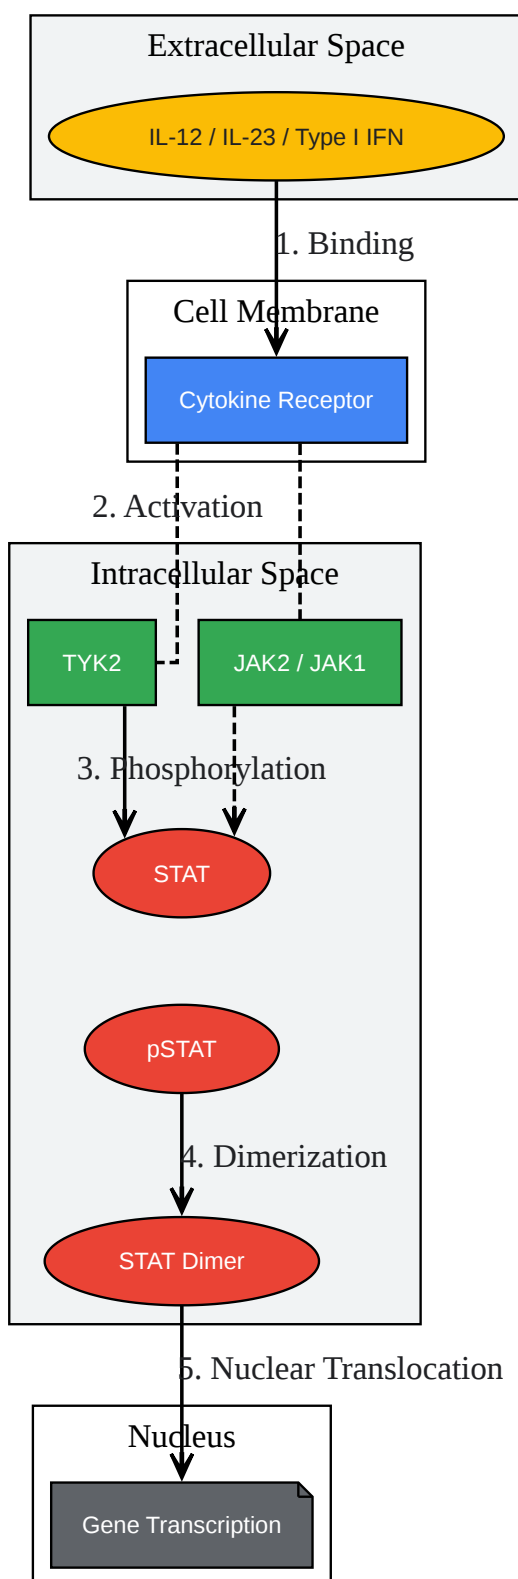 Extracellular Space
IL-12 / IL-23 / Type I IFN
1. Binding
Cell Membrane
Cytokine Receptor
2. Activation
Intracellular Space
TYK2
JAK2 / JAK1
3. Phosphorylation
STAT
pSTAT
4. Dimerization
STAT Dimer
5. Nuclear Translocation
Nucleus
Gene Transcription